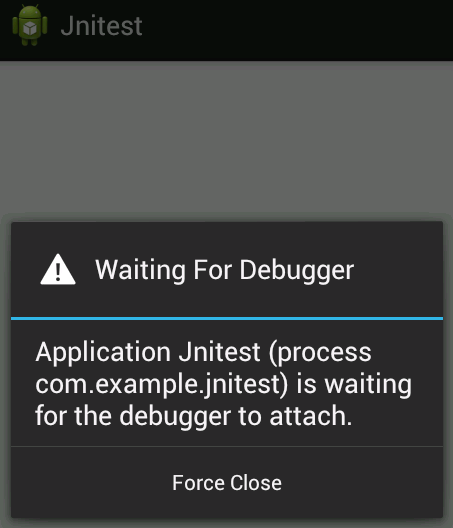 Jnitest
Waiting For Debugger
Application Jnitest (process
com.example.jnitest) is waiting
for the debugger to attach.
Force Close